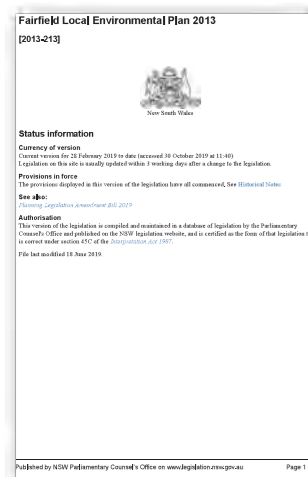 Fairfield Local Environmental Plan 2013
[2013-213]
New South Wales
Status information
Currency of version
Current version for 28 February 2019 to date (accessed 30 October 2019 at 11:40)
Legislation on this site is usually updated within 3 working days after a change to the legislation.
Provisions in force
The provisions displayed in this version of the legislation have all commenced. See Historical Notes
See also:
Planning Legislation Amendment Bill 2019
Authorisation
This version of the legislation is compiled and maintained in a database of legislation by the Parliamentary
Counsel's Office and published on the NSW legislation website, and is certified as the form of that legislation
is correct under section 45C of the Interpretation Act 1987.
File last modified 18 June 2019.
Published by NSW Parliamentary Counsel's Office on www.legislation.nsw.gov.au Page 1